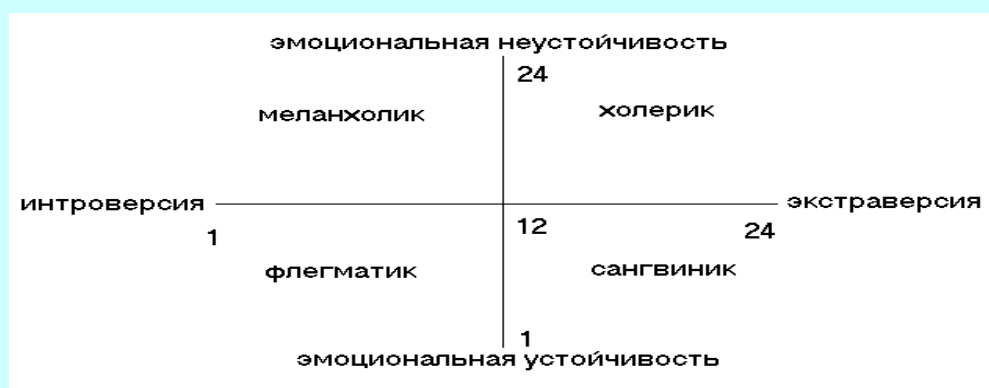 эмоциональная неустойчивость
24
меланхолик холерик
интроверсия экстраверсия
1 12 24
флегматик сангвиник
1
эмоциональная устойчивость